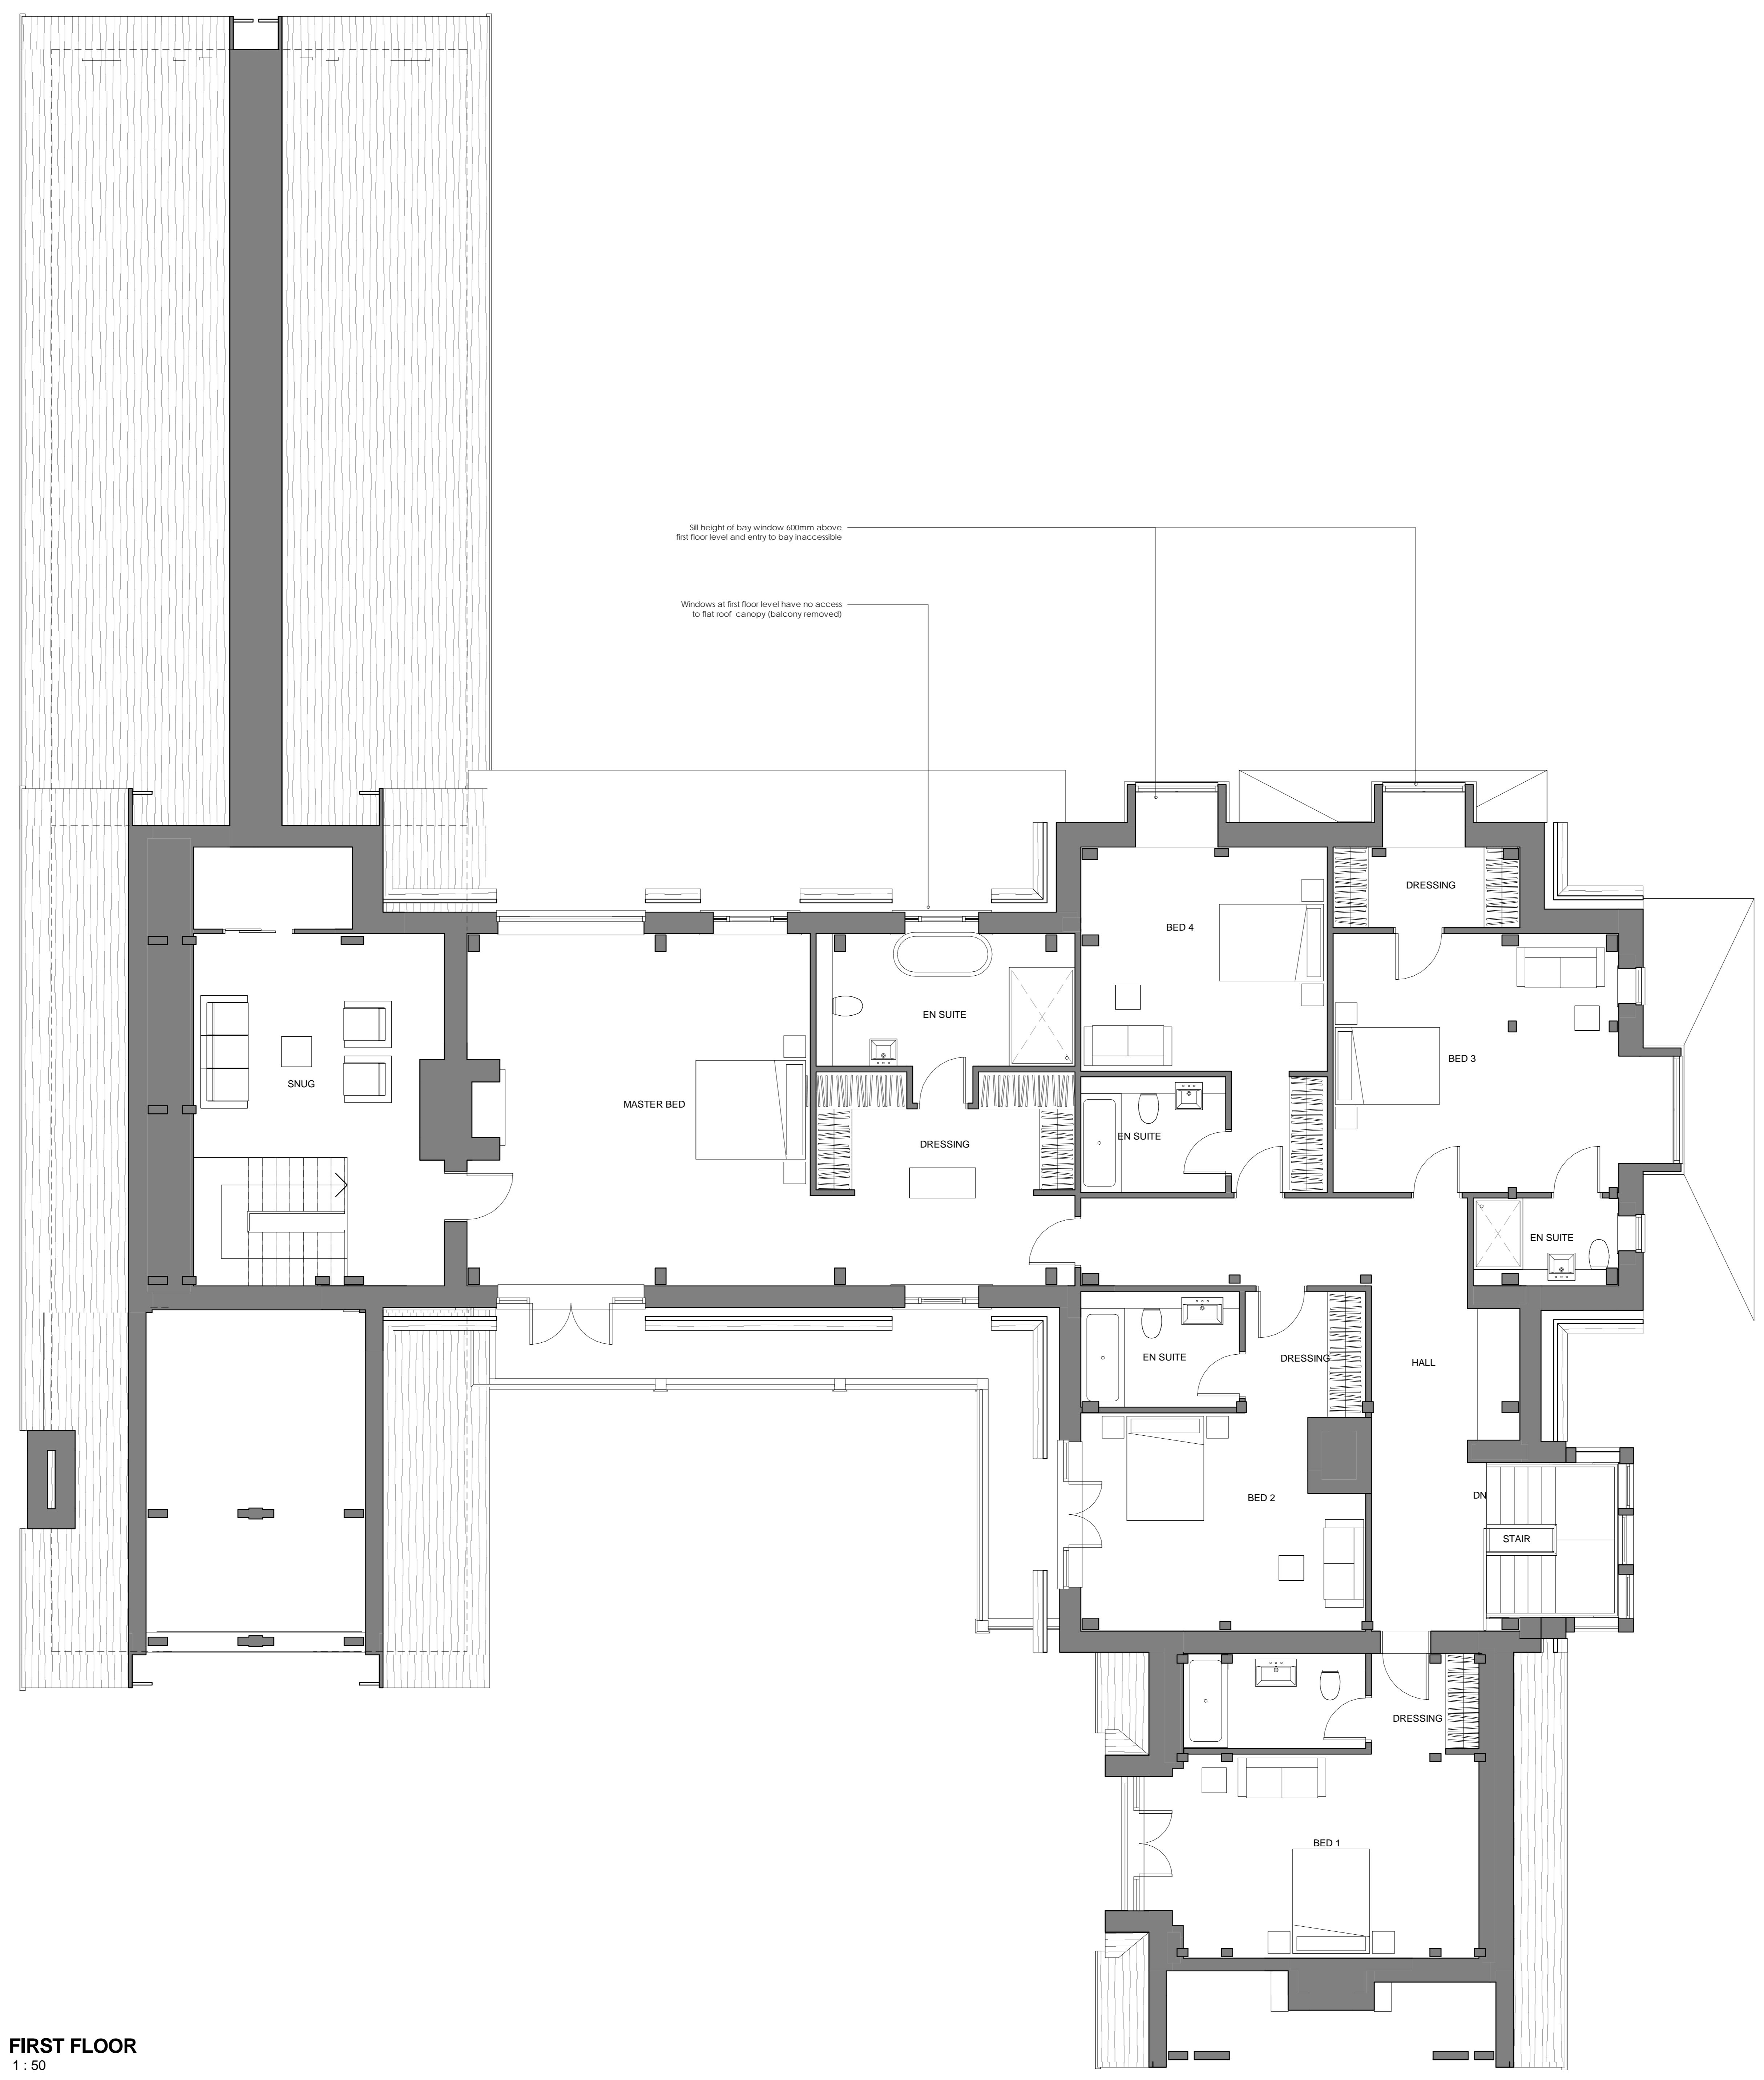 Sill height of bay window 600mm above
first floor level and entry to bay inaccessible
Windows at first floor level have no access
to flat roof canopy (balcony removed)
DRESSING
BED 4
EN SUITE
BED 3
SNUG
MASTER BED
EN SUITE
DRESSING
EN SUITE
EN SUITE
DRESSING
HALL
BED 2
DN
STAIR
DRESSING
BED 1
FIRST FLOOR
1 : 50